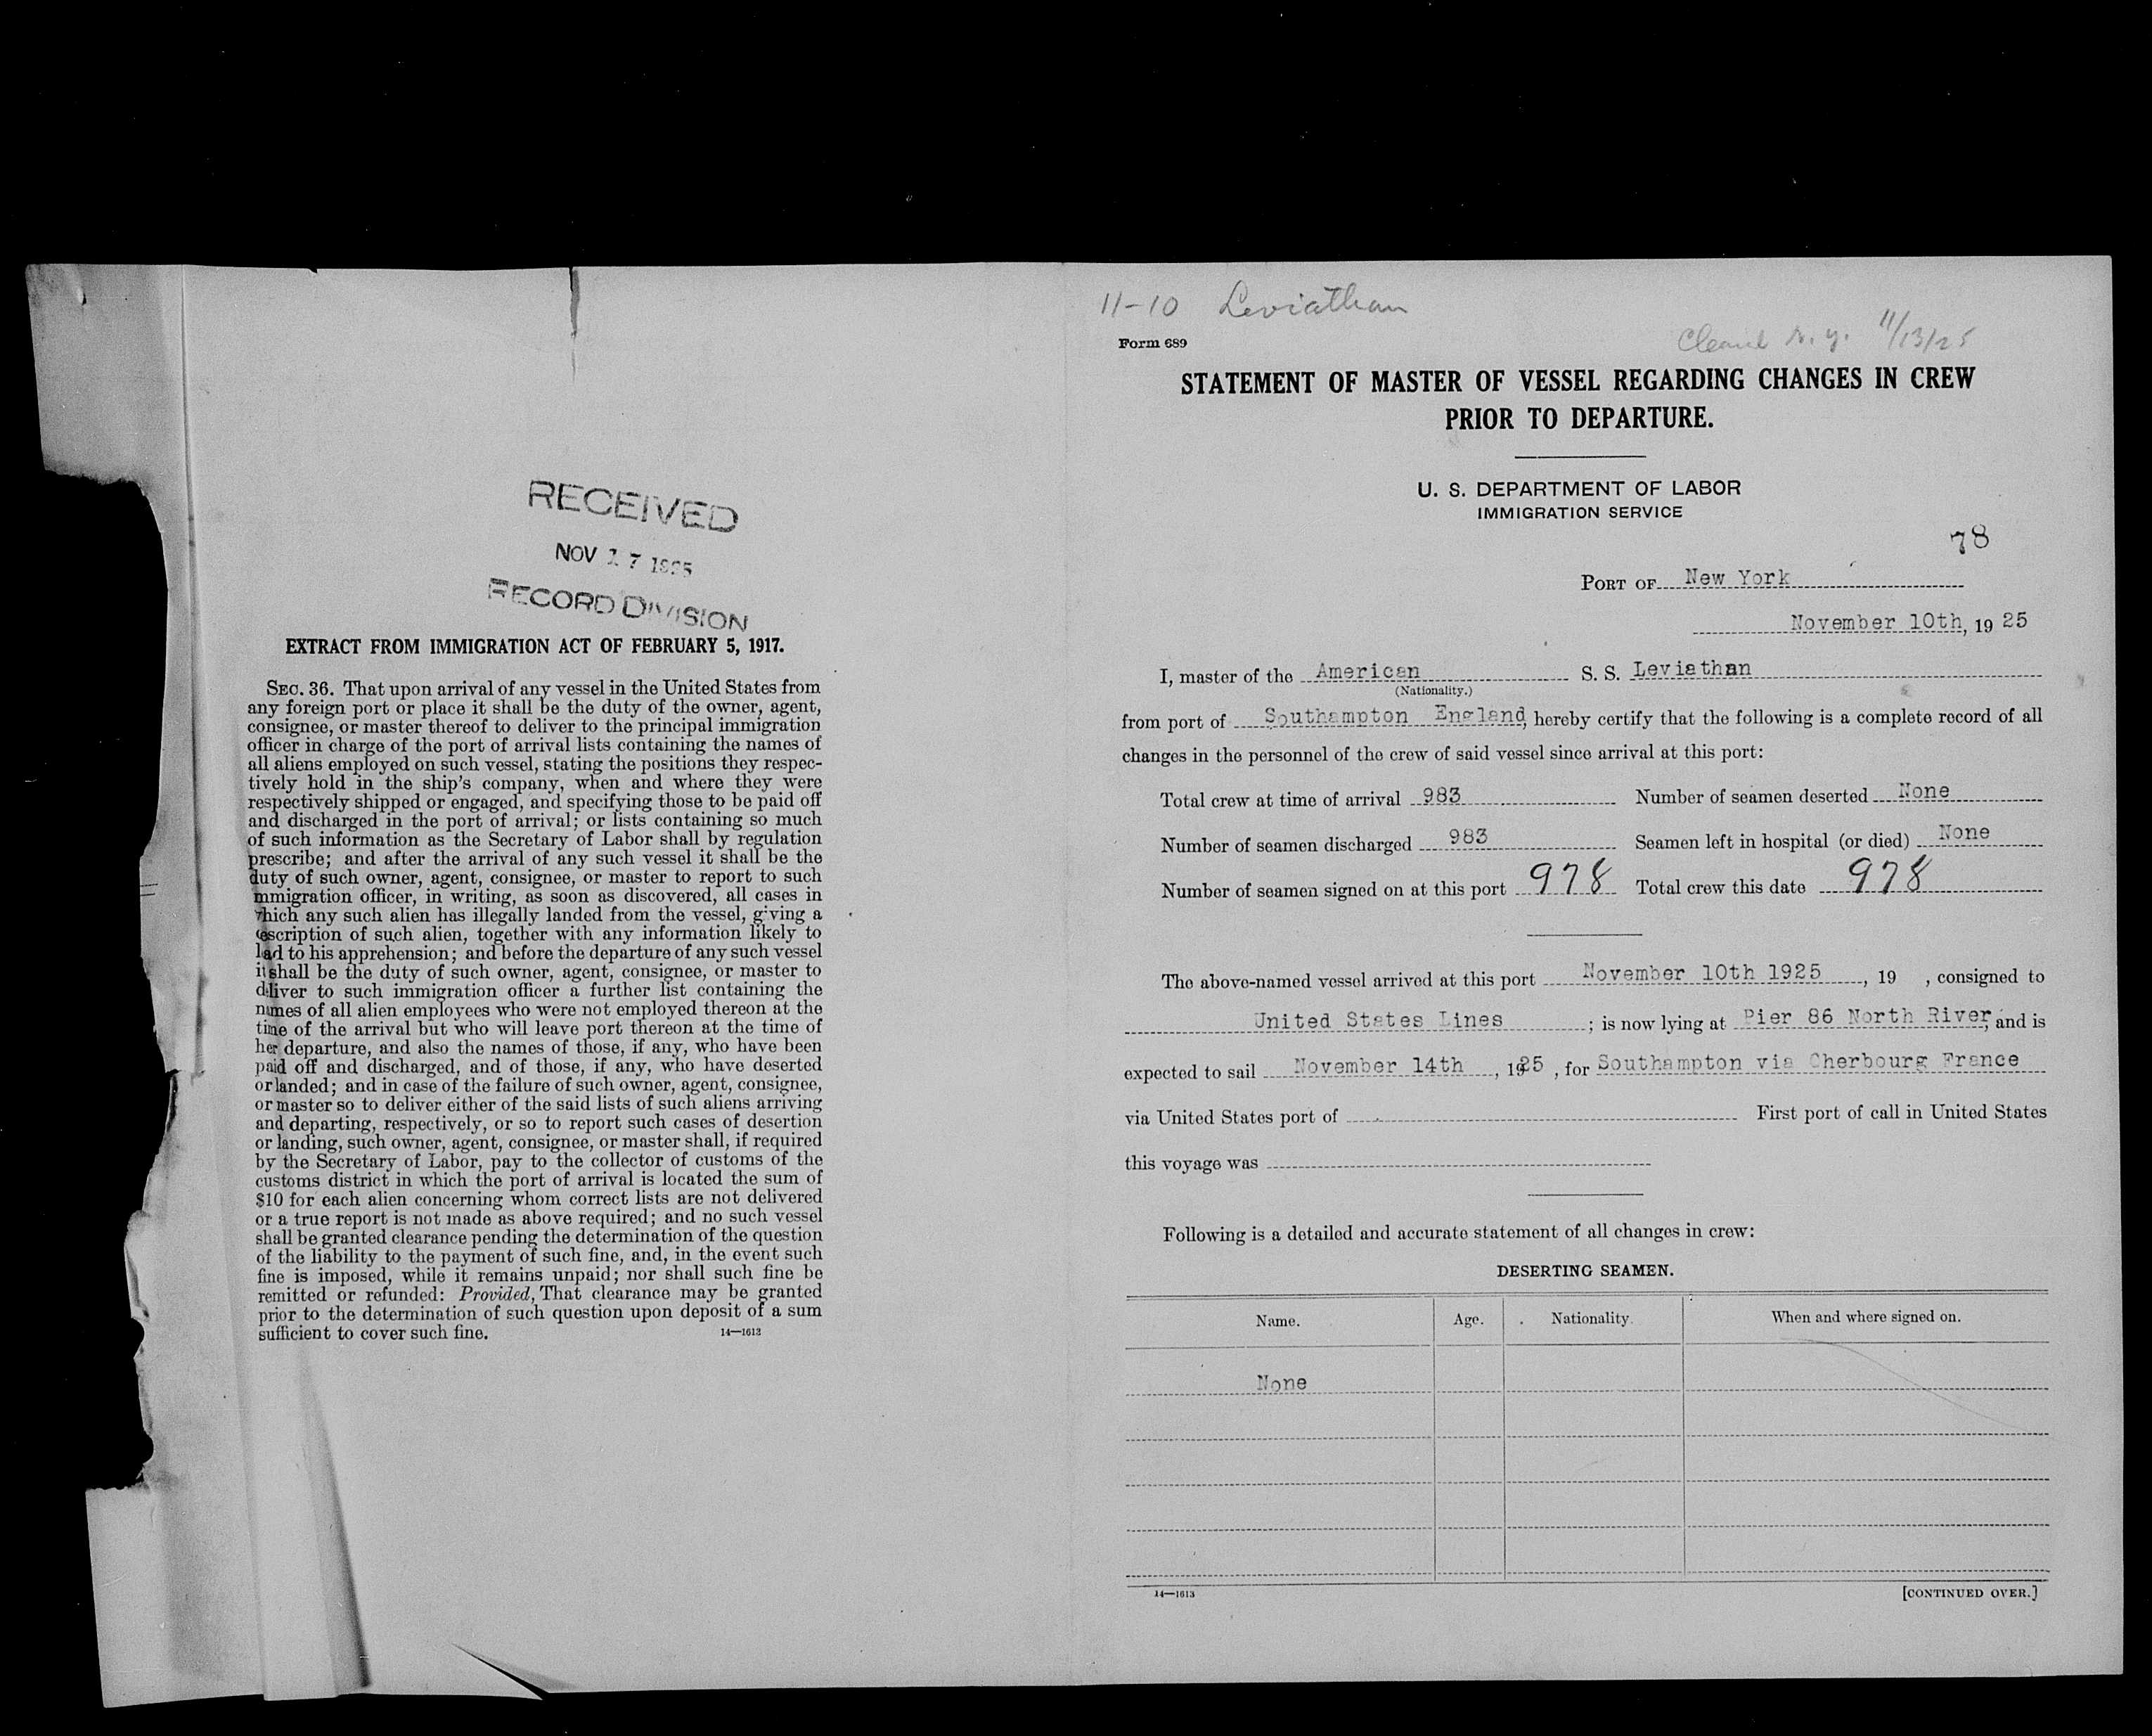 RECEIVED
NOV 17 1925
RECORD DIVISION
EXTRACT FROM IMMIGRATION ACT OF FEBRUARY 5, 1917.
SEC. 36. That upon arrival of any vessel in the United States from
any foreign port or place it shall be the duty of the owner, agent,
consignee, or master thereof to deliver to the principal immigration
officer in charge of the port of arrival lists containing the names of
all aliens employed on such vessel, stating the positions they respec-
tively hold in the ship's company, when and where they were
respectively shipped or engaged, and specifying those to be paid off
and discharged in the port of arrival; or lists containing so much
of such information as the Secretary of Labor shall by regulation
prescribe; and after the arrival of any such vessel it shall be the
duty of such owner, agent, consignee, or master to report to such
mmigration officer, in writing, as soon as discovered, all cases in
which any such alien has illegally landed from the vessel, giving a
escription of such alien, together with any information likely to
lead to his apprehension; and before the departure of any such vessel
it shall be the duty of such owner, agent, consignee, or master to
deliver to such immigration officer a further list containing the
names of all alien employees who were not employed thereon at the
time of the arrival but who will leave port thereon at the time of
her departure, and also the names of those, if any, who have been
paid off and discharged, and of those, if any, who have deserted
or landed; and in case of the failure of such owner, agent, consignee,
or master so to deliver either of the said lists of such aliens arriving
and departing, respectively, or so to report such cases of desertion
or landing, such owner, agent, consignee, or master shall, if required
by the Secretary of Labor, pay to the collector of customs of the
customs district in which the port of arrival is located the sum of
$10 for each alien concerning whom correct lists are not delivered
or a true report is not made as above required; and no such vessel
shall be granted clearance pending the determination of the question
of the liability to the payment of such fine, and, in the event such
fine is imposed, while it remains unpaid; nor shall such fine be
remitted or refunded: Provided, That clearance may be granted
prior to the determination of such question upon deposit of a sum
sufficient to cover such fine. 14—1613
11-10 Leviathan
Form 689
Cleared N.Y. 11/13/25
STATEMENT OF MASTER OF VESSEL REGARDING CHANGES IN CREW
PRIOR TO DEPARTURE.
U. S. DEPARTMENT OF LABOR
IMMIGRATION SERVICE
78
PORT OF New York
November 10th, 19 25
I, master of the American S. S. Leviathan
(Nationality.)
from port of Southampton England, hereby certify that the following is a complete record of all
changes in the personnel of the crew of said vessel since arrival at this port:
Total crew at time of arrival 983 Number of seamen deserted None
Number of seamen discharged 983 Seamen left in hospital (or died) None
Number of seamen signed on at this port 978 Total crew this date 978
The above-named vessel arrived at this port November 10th 1925, 19 , consigned to
United States Lines ; is now lying at Pier 86 North River, and is
expected to sail November 14th, 1925, for Southampton via Cherbourg France
via United States port of First port of call in United States
this voyage was
Following is a detailed and accurate statement of all changes in crew:
DESERTING SEAMEN.
Name. Age. Nationality. When and where signed on.
None
14—1613 [CONTINUED OVER.]